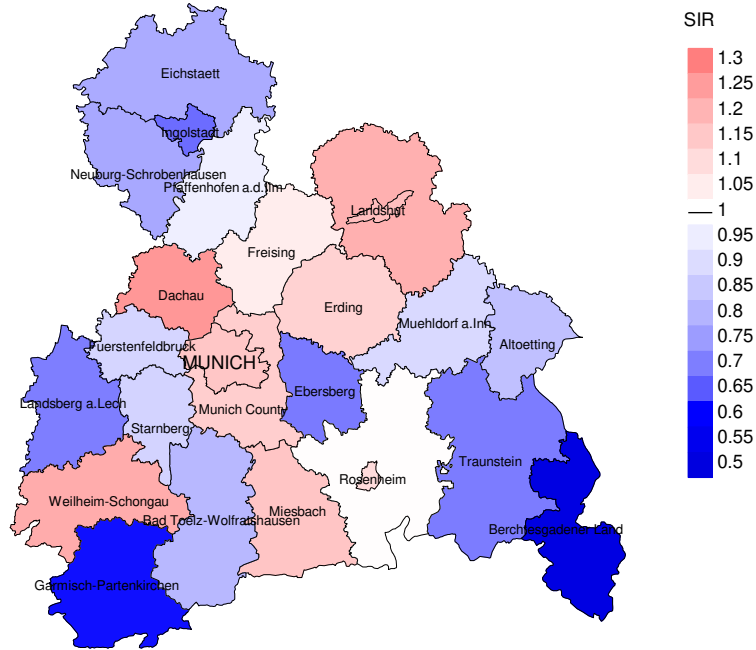 SIR
1.3
1.25
1.2
1.15
1.1
1.05
1
0.95
0.9
0.85
0.8
0.75
0.7
0.65
0.6
0.55
0.5
Eichstaett
Ingolstadt
Neuburg-Schrobenhausen
Pfaffenhofen a.d.Ilm
Landshut
Freising
Dachau
Erding
Muehldorf a.Inn
Altoetting
Fuerstenfeldbruck
MUNICH
Ebersberg
Landsberg a.Lech
Munich County
Starnberg
Traunstein
Rosenheim
Weilheim-Schongau
Miesbach
Bad Toelz-Wolfratshausen
Berchtesgadener Land
Garmisch-Partenkirchen